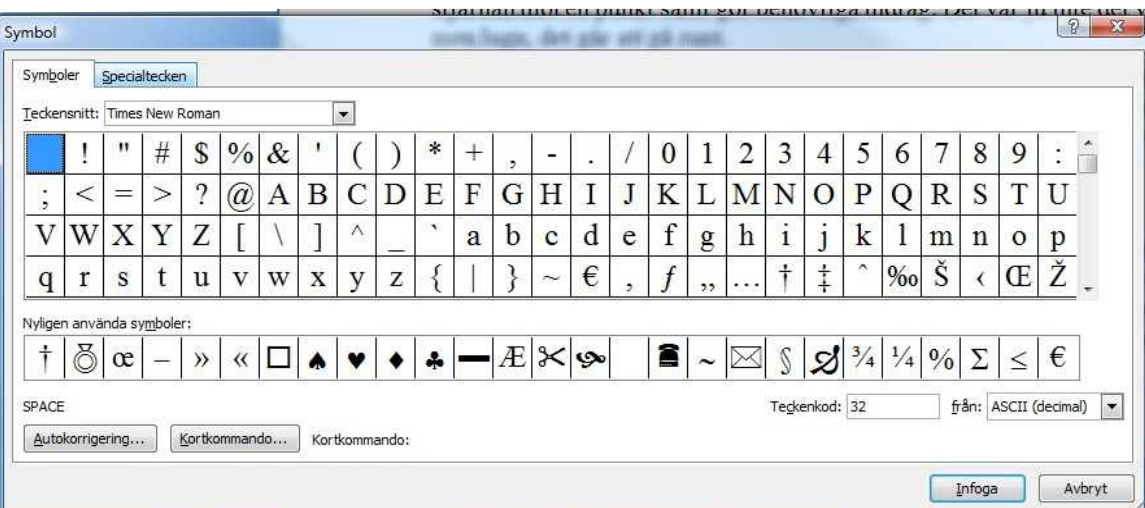 Symbol
Symboler Specialtecken
Teckensnitt: Times New Roman
! " # $ % & ' ( ) * + , - . / 0 1 2 3 4 5 6 7 8 9 :
; < = > ? @ A B C D E F G H I J K L M N O P Q R S T U
V W X Y Z [ \ ] ^ _ ` a b c d e f g h i j k l m n o p
q r s t u v w x y z { | } ~ € ‚ ƒ „ … † ‡ ˆ ‰ Š ‹ Œ Ž
Nyligen använda symboler:
† œ – » « □ ♠ ♥ ♦ ♣ Æ ✂ ~ ✉ § ¾ ¼ % Σ ≤ €
SPACE Teckenkod: 32 från: ASCII (decimal)
Autokorrigering... Kortkommando... Kortkommando:
Infoga Avbryt